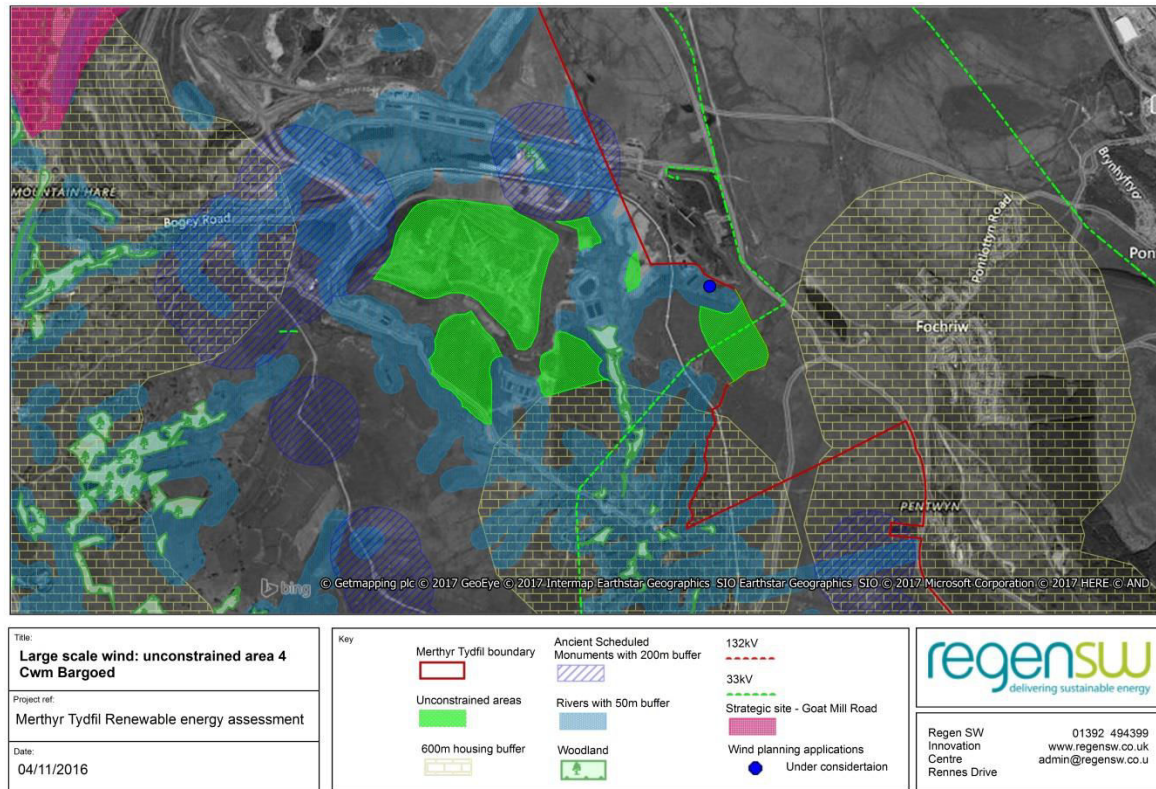 MOUNTAIN HARE
Bogey Road
Brynhyfryd
Pontlottyn Road
Pon
Fochriw
PENTWYN
bing
© Getmapping plc © 2017 GeoEye © 2017 Intermap Earthstar Geographics SIO Earthstar Geographics SIO © 2017 Microsoft Corporation © 2017 HERE © AND
Title:
Large scale wind: unconstrained area 4
Cwm Bargoed
Project ref:
Merthyr Tydfil Renewable energy assessment
Date:
04/11/2016
Key
Merthyr Tydfil boundary
Unconstrained areas
600m housing buffer
Ancient Scheduled
Monuments with 200m buffer
Rivers with 50m buffer
Woodland
132kV
33kV
Strategic site - Goat Mill Road
Wind planning applications
Under considertaion
regensw
delivering sustainable energy
Regen SW 01392 494399
Innovation www.regensw.co.uk
Centre admin@regensw.co.u
Rennes Drive